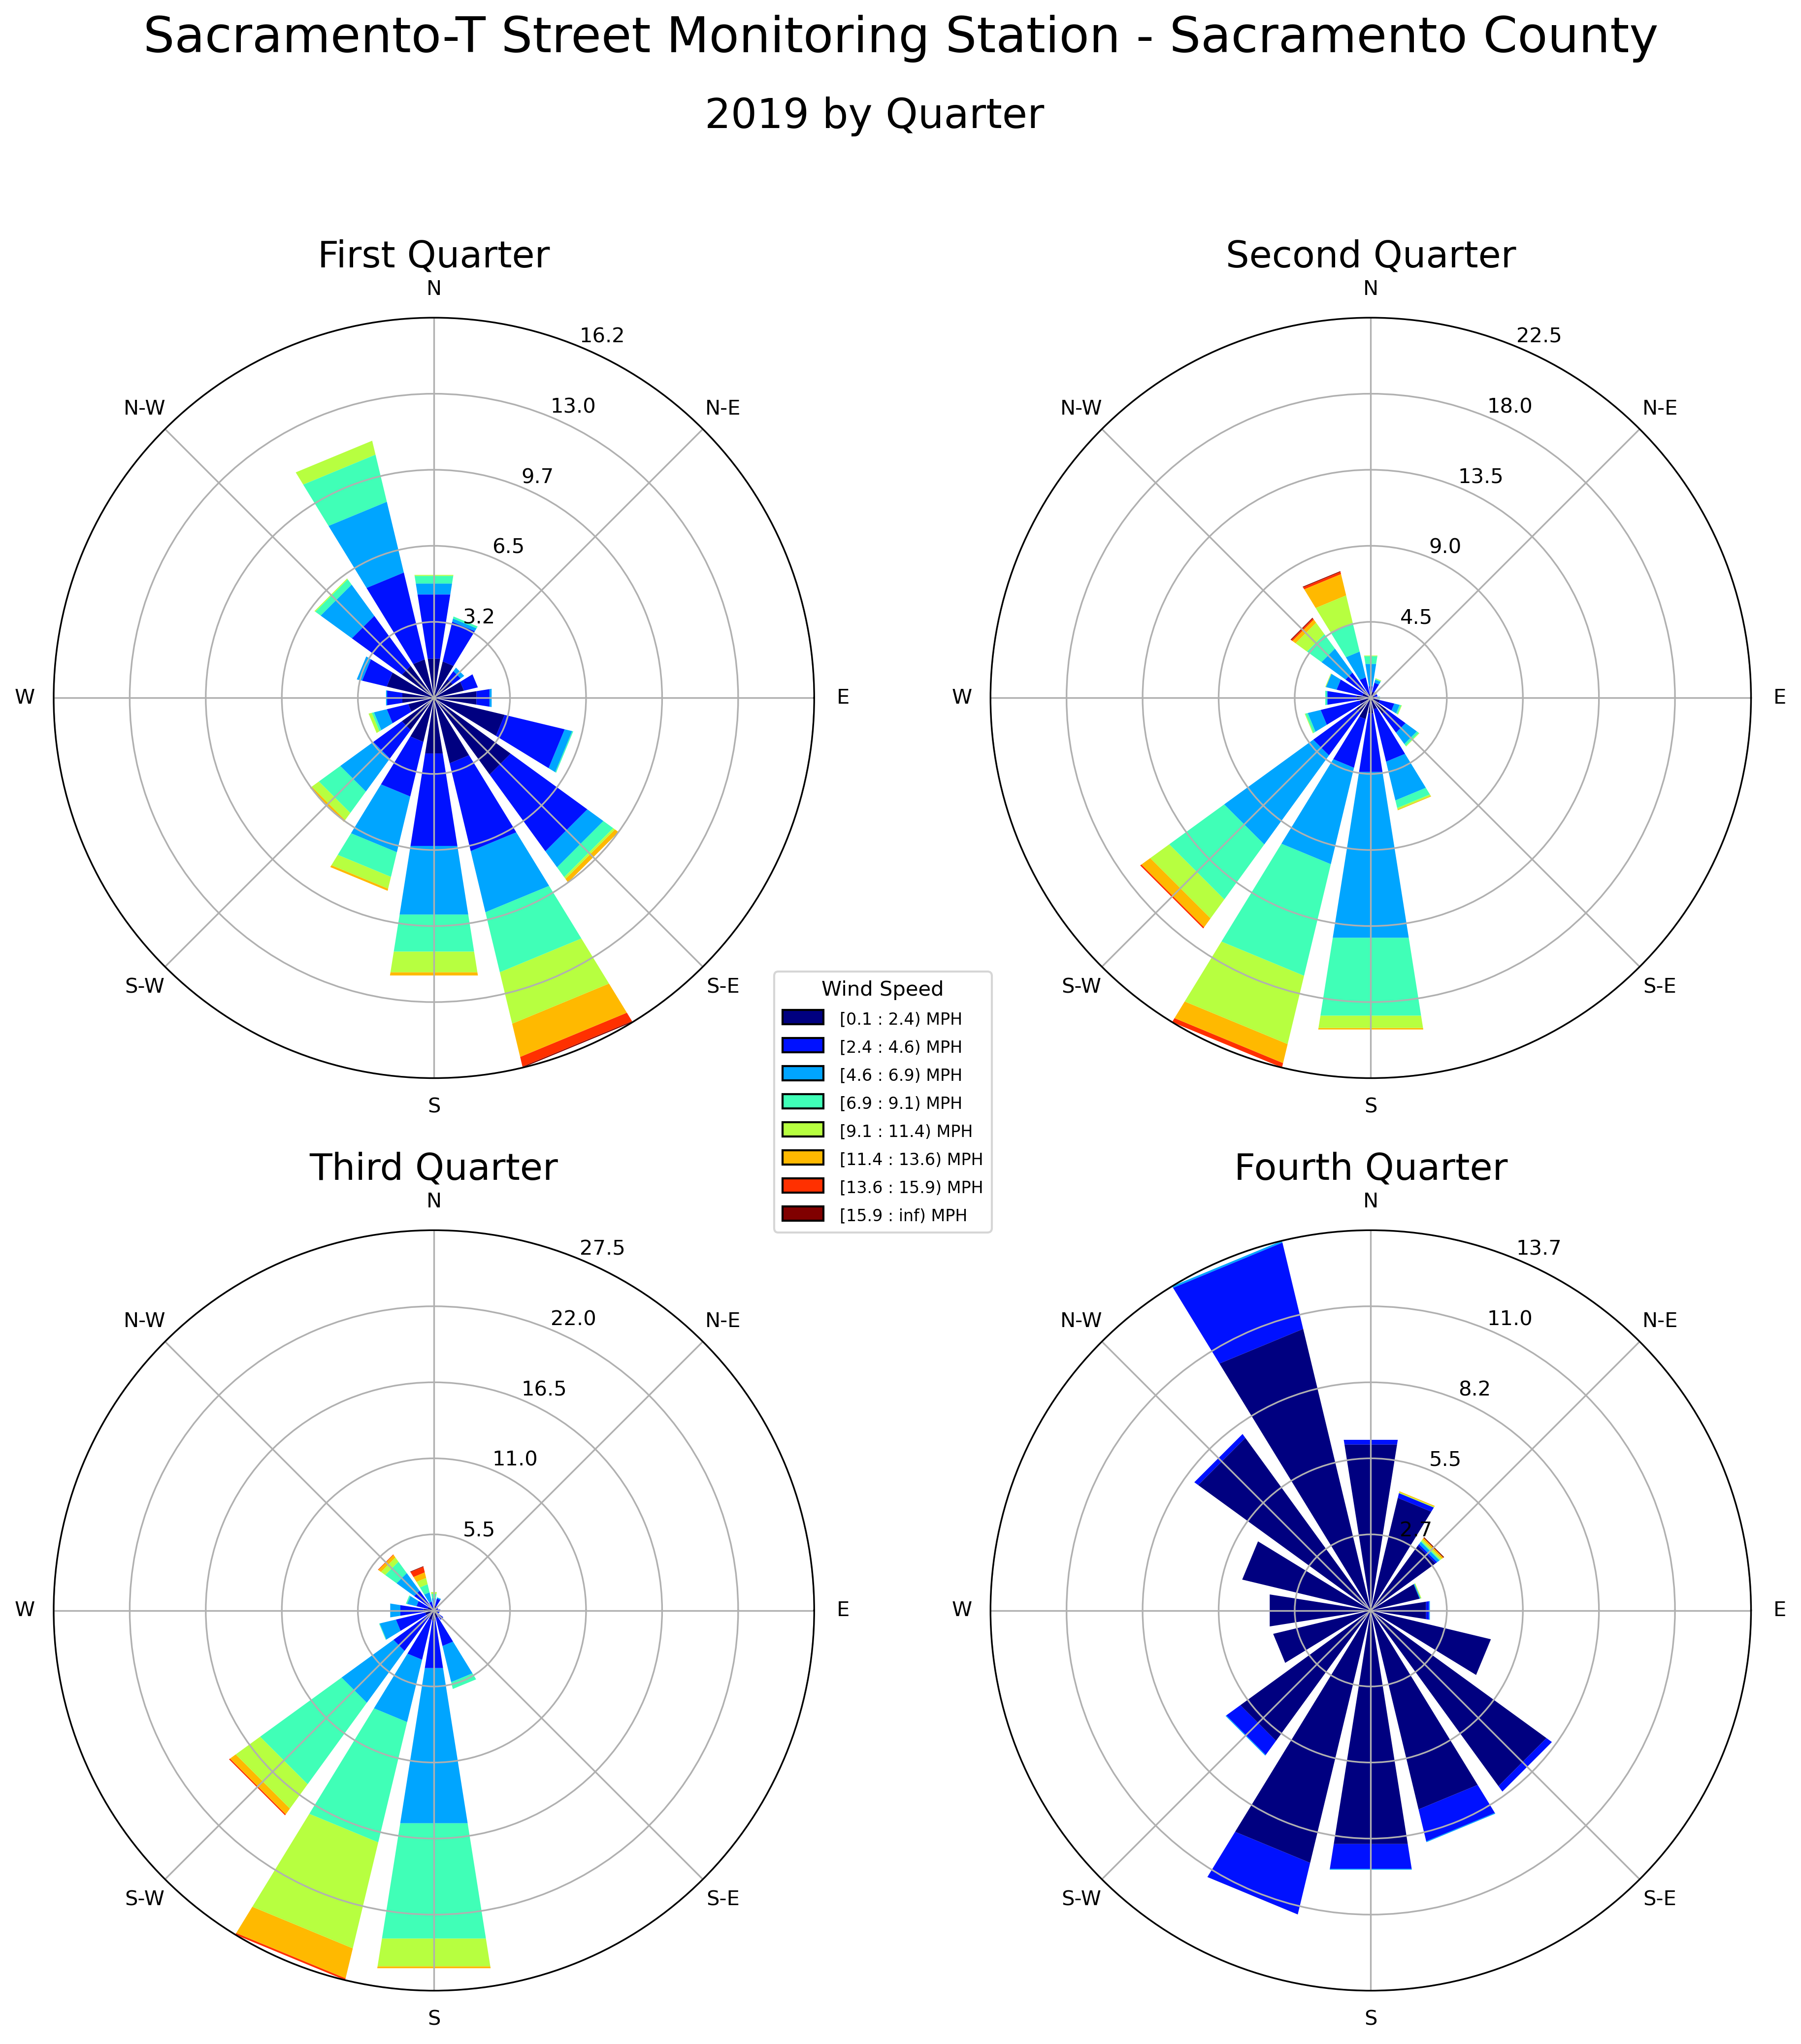 Sacramento-T Street Monitoring Station - Sacramento County
2019 by Quarter
First Quarter
N
N-E
E
S-E
S
S-W
W
N-W
16.2
13.0
9.7
6.5
3.2
Second Quarter
N
N-E
E
S-E
S
S-W
W
N-W
22.5
18.0
13.5
9.0
4.5
Wind Speed
[0.1 : 2.4) MPH
[2.4 : 4.6) MPH
[4.6 : 6.9) MPH
[6.9 : 9.1) MPH
[9.1 : 11.4) MPH
[11.4 : 13.6) MPH
[13.6 : 15.9) MPH
[15.9 : inf) MPH
Third Quarter
N
N-E
E
S-E
S
S-W
W
N-W
27.5
22.0
16.5
11.0
5.5
Fourth Quarter
N
N-E
E
S-E
S
S-W
W
N-W
13.7
11.0
8.2
5.5
2.7